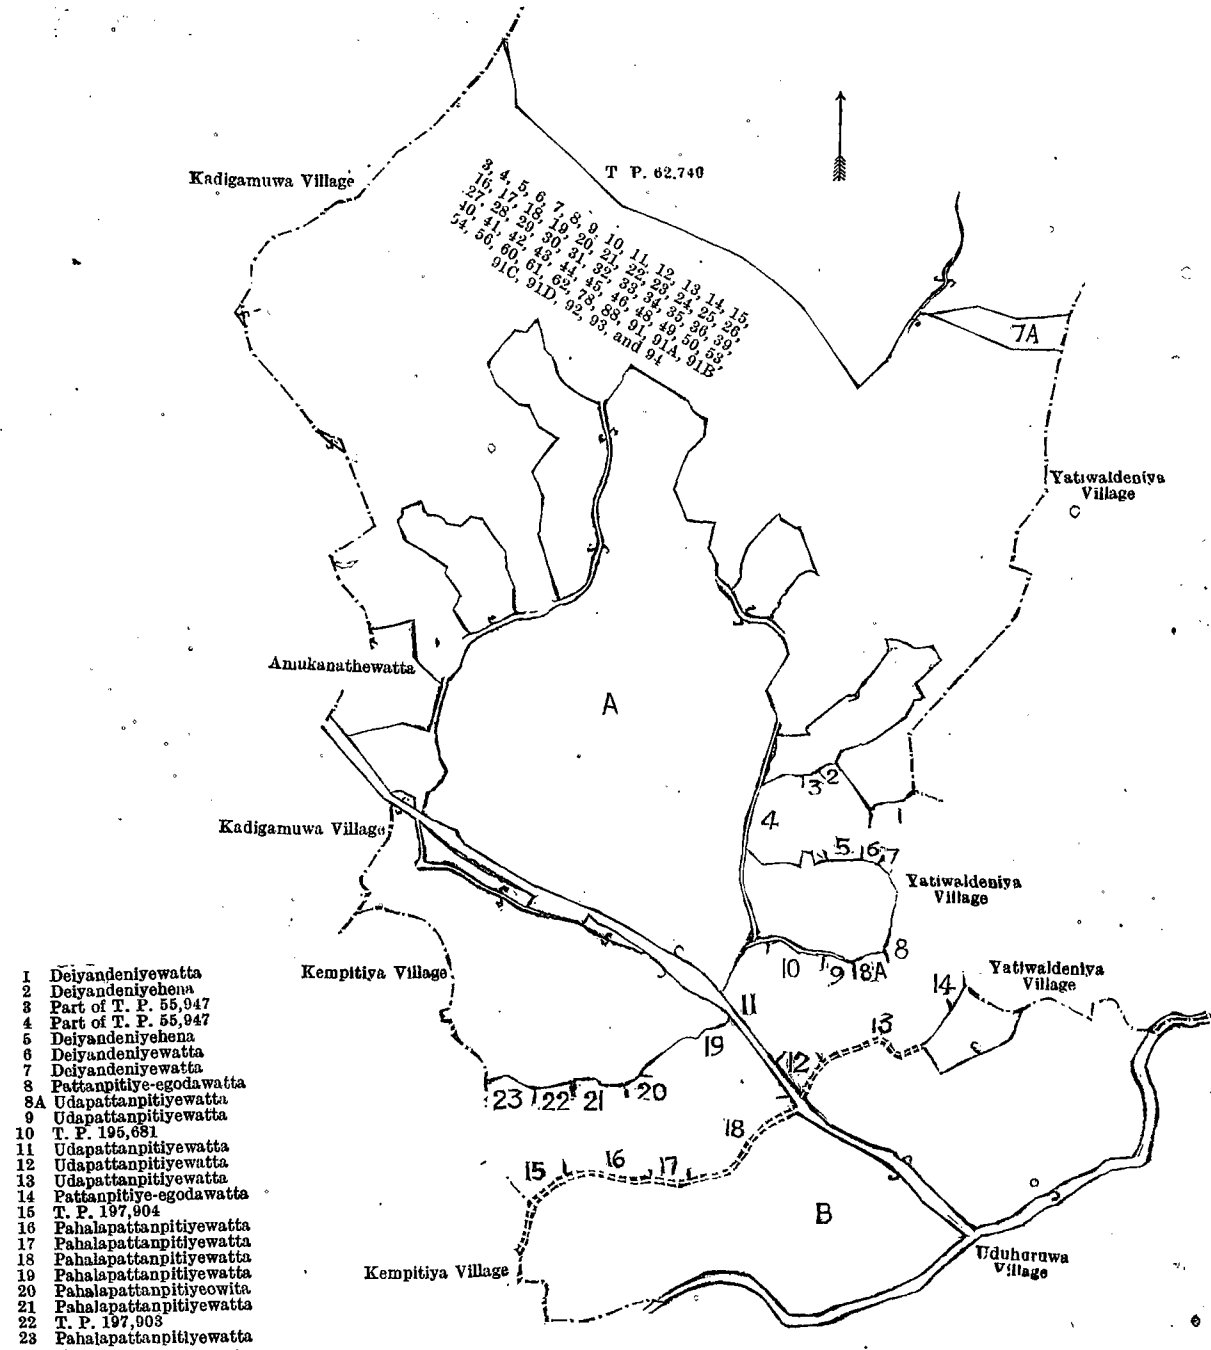 Kadigamuwa Village
T P. 62,740
3, 4, 5, 6, 7, 8, 9, 10, 11, 12, 13, 14, 15,
16, 17, 18, 19, 20, 21, 22, 23, 24, 25, 26,
27, 28, 29, 30, 31, 32, 33, 34, 35, 36, 39,
40, 41, 42, 43, 44, 45, 46, 48, 49, 50, 53,
54, 56, 60, 61, 62, 78, 88, 91, 91A, 91B
91C, 91D, 92, 93, and 94
7A
Yatiwaldeniya
Village
Amukanathewatta
A
3 2
4
1
Kadigamuwa Village
5 6 7
Yatiwaldeniya
Village
8
10 9 8A
Kempitiya Village
Yatiwaldeniya
Village
14
11
13
19
12
23 22 21 20
18
15 16 17
B
Uduhuruwa
Village
Kempitiya Village
1 Deiyandeniyewatta
2 Deiyandeniyehena
3 Part of T. P. 55,947
4 Part of T. P. 55,947
5 Deiyandeniyehena
6 Deiyandeniyewatta
7 Deiyandeniyewatta
8 Pattanpitiye-egodawatta
8A Udapattanpitiyewatta
9 Udapattanpitiyewatta
10 T. P. 195,681
11 Udapattanpitiyewatta
12 Udapattanpitiyewatta
13 Udapattanpitiyewatta
14 Pattanpitiye-egodawatta
15 T. P. 197,904
16 Pahalapattanpitiyewatta
17 Pahalapattanpitiyewatta
18 Pahalapattanpitiyewatta
19 Pahalapattanpitiyewatta
20 Pahalapattanpitiyeowita
21 Pahalapattanpitiyewatta
22 T. P. 197,903
23 Pahalapattanpitiyewatta